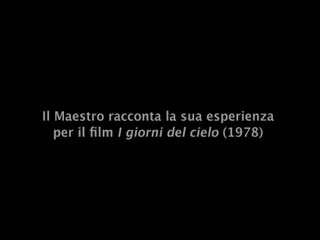 Il Maestro racconta la sua esperienza
per il film I giorni del cielo (1978)